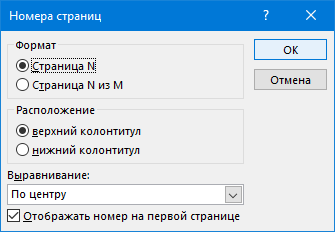 Номера страниц
?
Формат
Страница N
Страница N из M
ОК
Отмена
Расположение
верхний колонтитул
нижний колонтитул
Выравнивание:
По центру
Отображать номер на первой странице